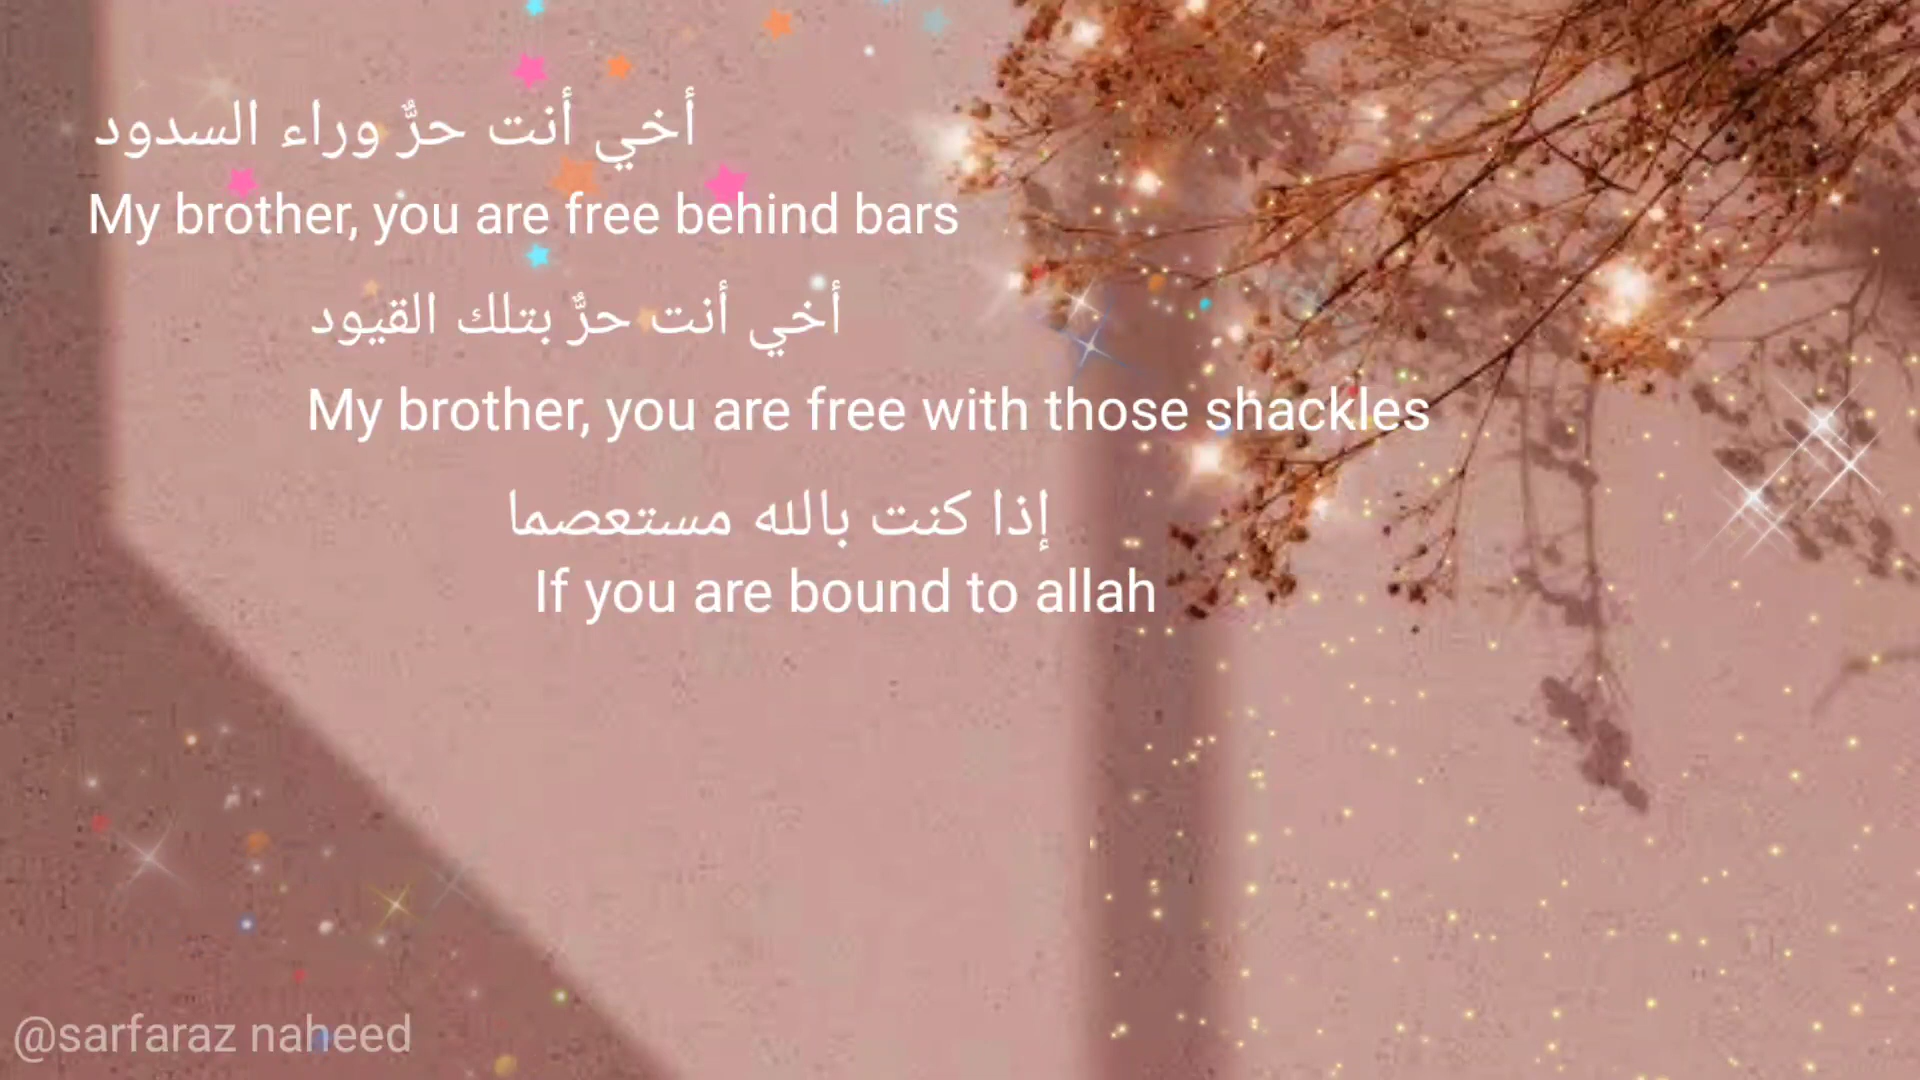 أخي أنت حرٌّ وراء السدود
My brother, you are free behind bars
أخي أنت حرٌّ بتلك القيود
My brother, you are free with those shackles
إذا كنت بالله مستعصما
If you are bound to allah
@sarfaraz naheed